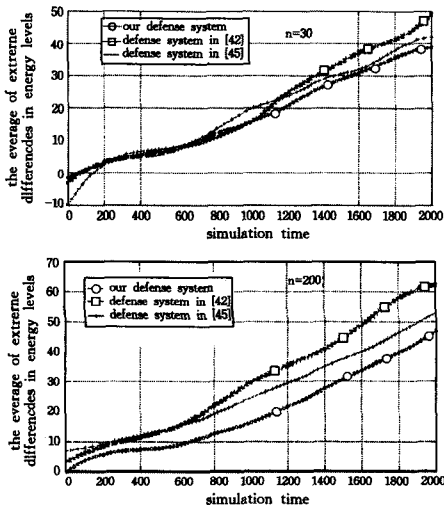 50
40
30
20
10
0
-10
n=30
our defense system
defense system in [42]
defense system in [45]
the everage of extreme
differencdes in energy levels
0 200 400 600 800 1000 1200 1400 1600 1800 2000
simulation time
70
60
50
40
30
20
10
0
n=200
our defense system
defense system in [42]
defense system in [45]
the everage of extreme
differencdes in energy levels
0 200 400 600 800 1000 1200 1400 1600 1800 2000
simulation time